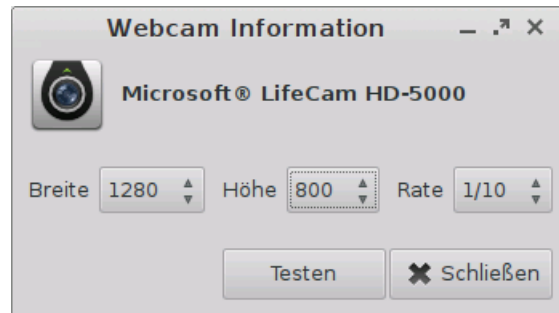 Webcam Information
Microsoft® LifeCam HD-5000
Breite 1280 Höhe 800 Rate 1/10
Testen Schließen